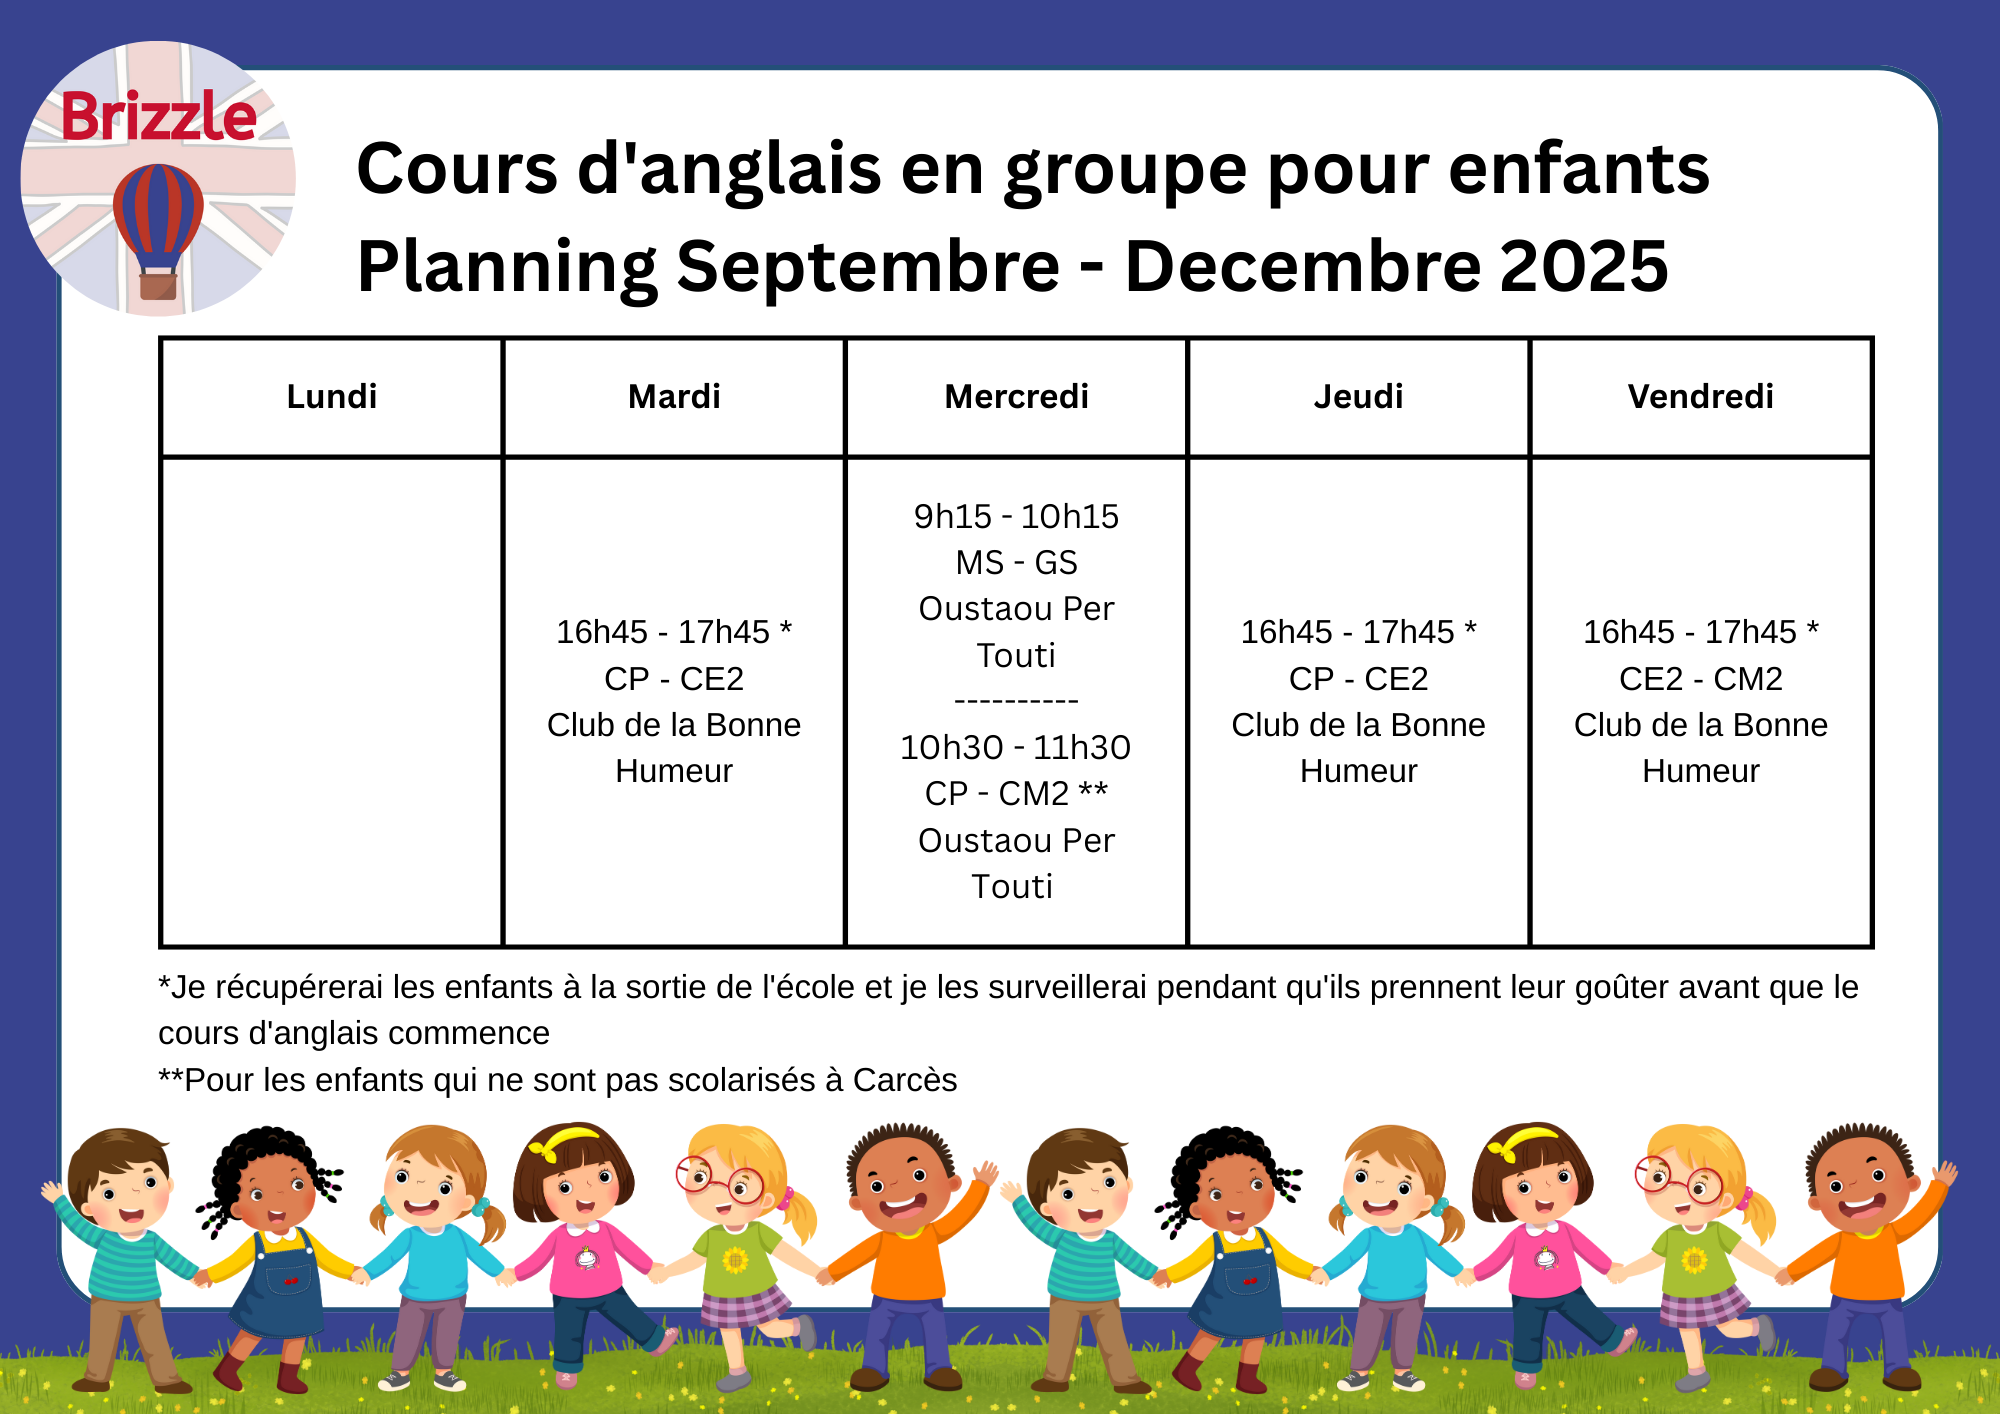 Brizzle
Cours d'anglais en groupe pour enfants
Planning Septembre - Decembre 2025
Lundi
Mardi
Mercredi
Jeudi
Vendredi
16h45 - 17h45 *
CP - CE2
Club de la Bonne
Humeur
9h15 - 10h15
MS - GS
Oustaou Per
Touti
----------
10h30 - 11h30
CP - CM2 **
Oustaou Per
Touti
16h45 - 17h45 *
CP - CE2
Club de la Bonne
Humeur
16h45 - 17h45 *
CE2 - CM2
Club de la Bonne
Humeur
*Je récupérerai les enfants à la sortie de l'école et je les surveillerai pendant qu'ils prennent leur goûter avant que le
cours d'anglais commence
**Pour les enfants qui ne sont pas scolarisés à Carcès